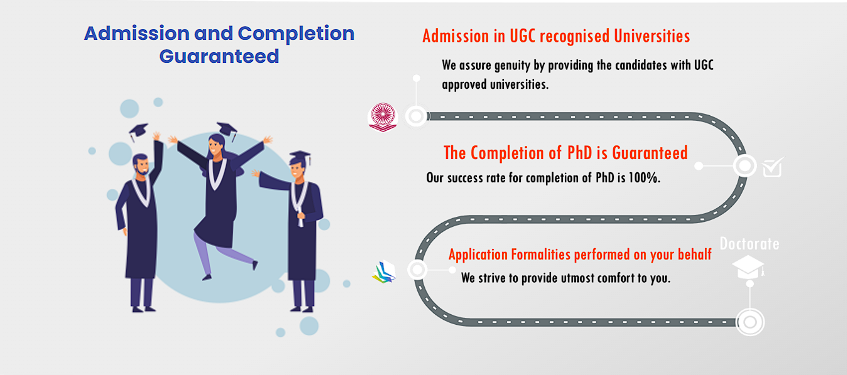 Admission and Completion
Guaranteed
Admission in UGC recognised Universities
We assure genuity by providing the candidates with UGC
approved universities.
The Completion of PhD is Guaranteed
Our success rate for completion of PhD is 100%.
Application Formalities performed on your behalf
We strive to provide utmost comfort to you.
Doctorate